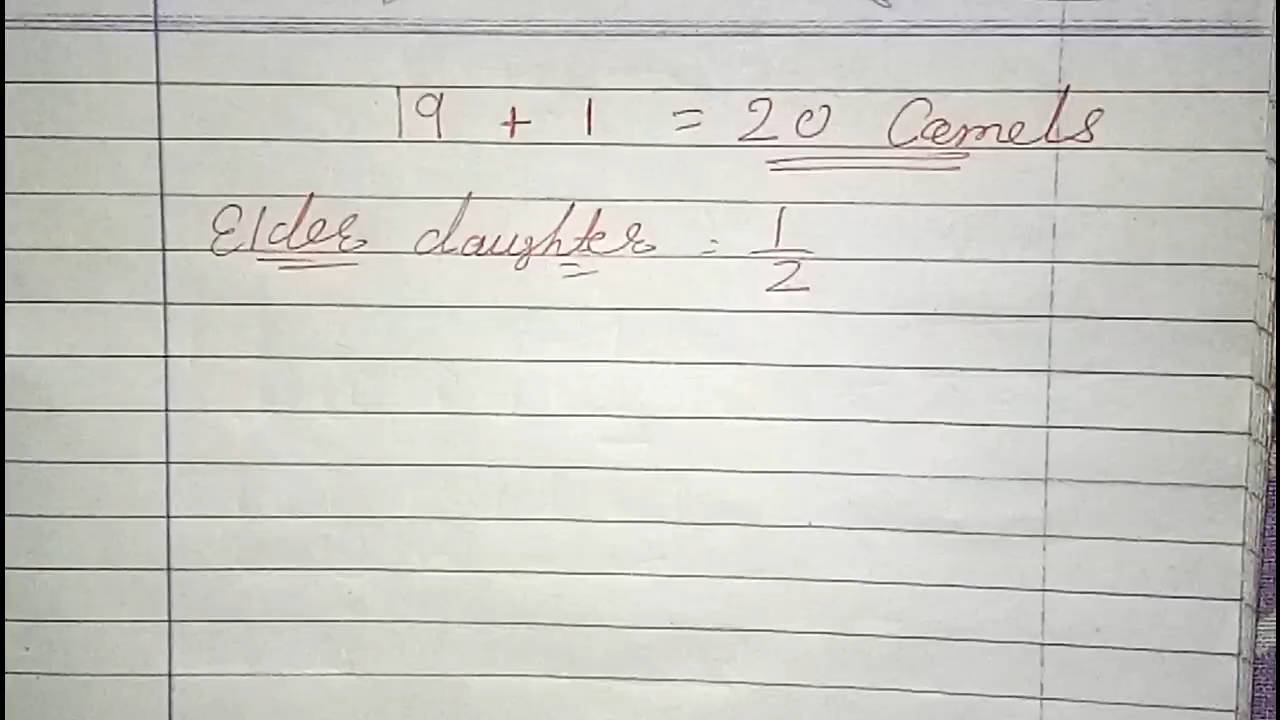 19 + 1 = 20 Camels
Elder daughter = 1/2